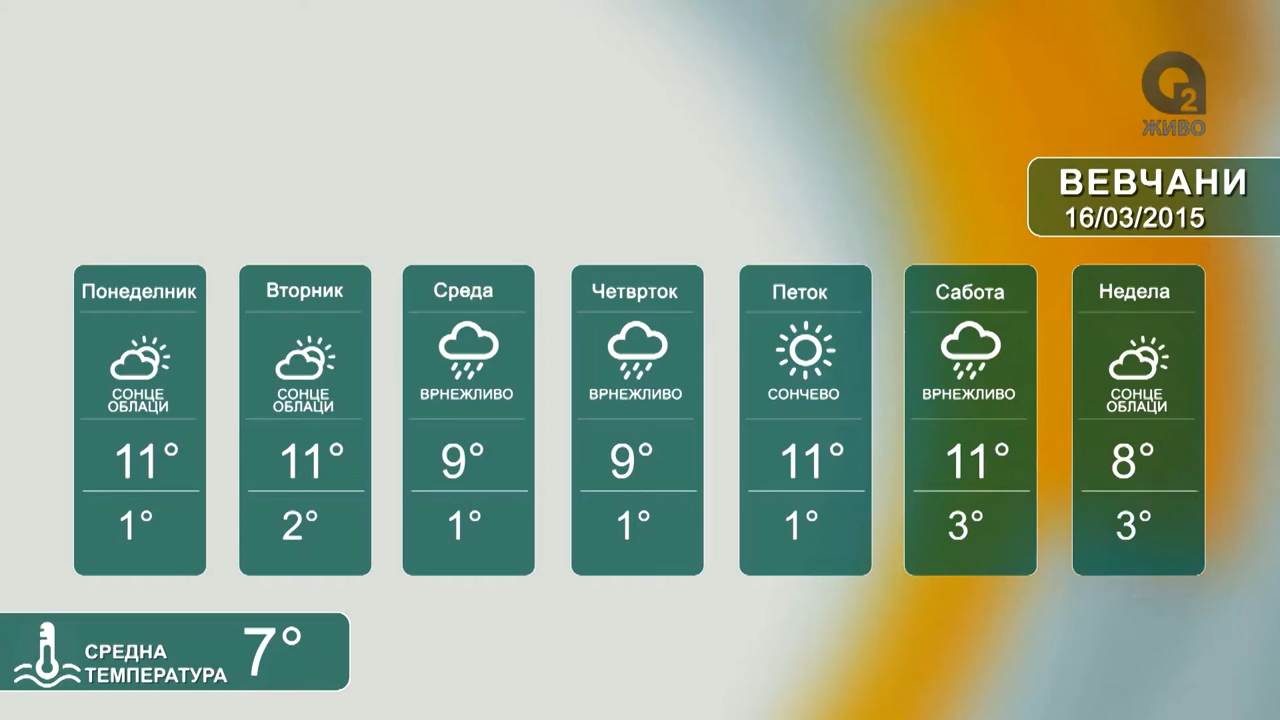 2
ЖИВО
ВЕВЧАНИ
16/03/2015
Понеделник
СОНЦЕ
ОБЛАЦИ
11°
1°
Вторник
СОНЦЕ
ОБЛАЦИ
11°
2°
Среда
ВРНЕЖЛИВО
9°
1°
Четврток
ВРНЕЖЛИВО
9°
1°
Петок
СОНЧЕВО
11°
1°
Сабота
ВРНЕЖЛИВО
11°
3°
Недела
СОНЦЕ
ОБЛАЦИ
8°
3°
СРЕДНА
ТЕМПЕРАТУРА
7°